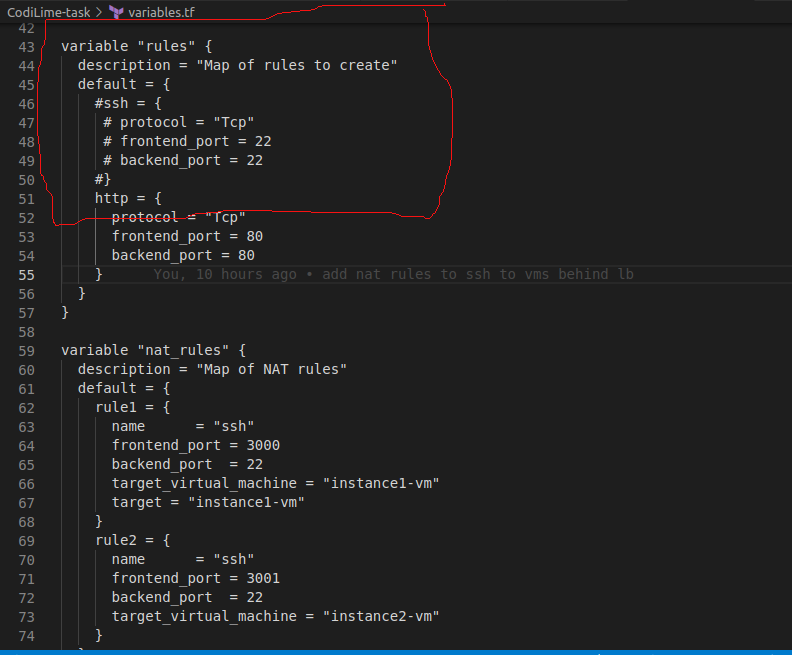 CodiLime-task > variables.tf
42
43 variable "rules" {
44 description = "Map of rules to create"
45 default = {
46 #ssh = {
47 # protocol = "Tcp"
48 # frontend_port = 22
49 # backend_port = 22
50 #}
51 http = {
52 protocol = "Tcp"
53 frontend_port = 80
54 backend_port = 80
55 } You, 10 hours ago • add nat rules to ssh to vms behind lb
56 }
57 }
58
59 variable "nat_rules" {
60 description = "Map of NAT rules"
61 default = {
62 rule1 = {
63 name = "ssh"
64 frontend_port = 3000
65 backend_port = 22
66 target_virtual_machine = "instance1-vm"
67 target = "instance1-vm"
68 }
69 rule2 = {
70 name = "ssh"
71 frontend_port = 3001
72 backend_port = 22
73 target_virtual_machine = "instance2-vm"
74 }